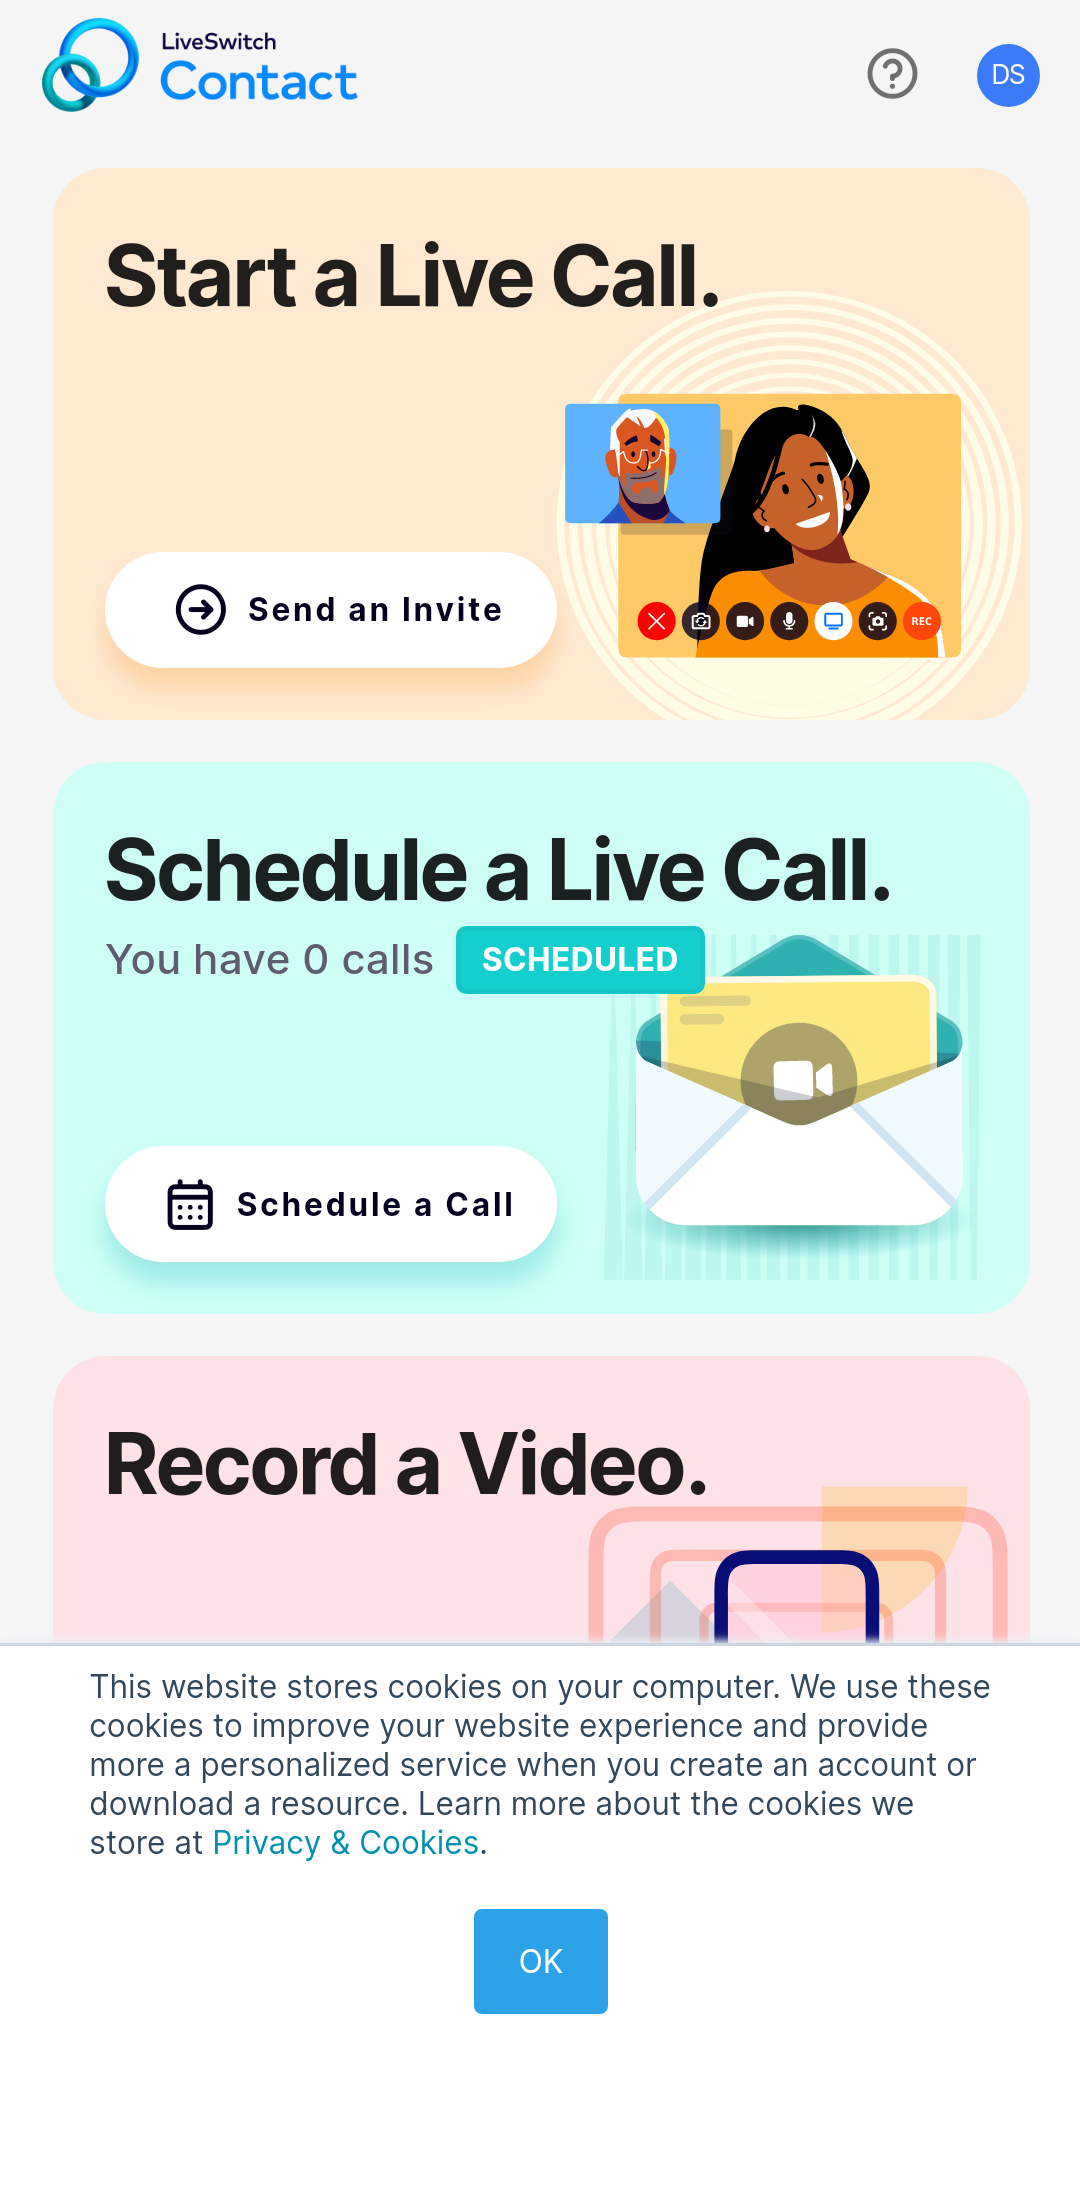 LiveSwitch
Contact
DS
Start a Live Call.
Send an Invite
REC
Schedule a Live Call.
You have 0 calls SCHEDULED
Schedule a Call
Record a Video.
This website stores cookies on your computer. We use these
cookies to improve your website experience and provide
more a personalized service when you create an account or
download a resource. Learn more about the cookies we
store at Privacy & Cookies.
OK